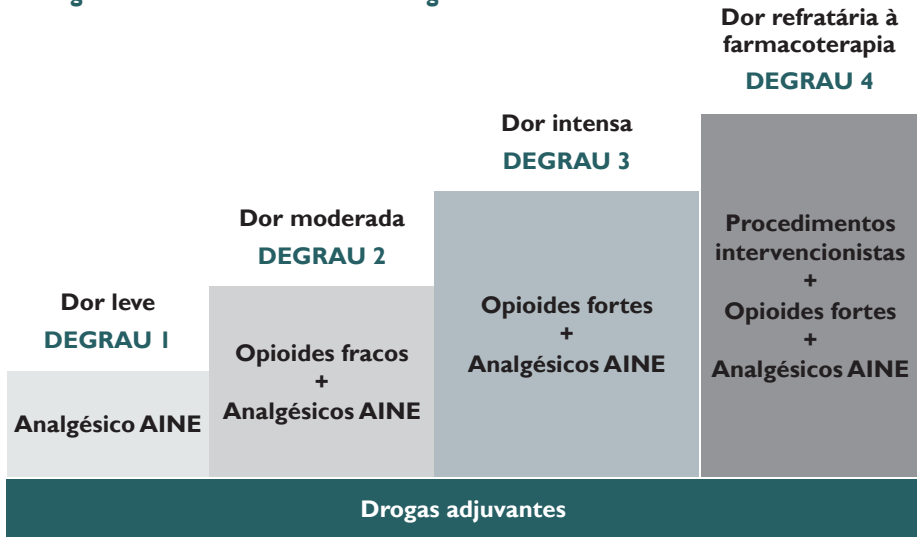 Dor leve
DEGRAU 1
Analgésico AINE
Dor moderada
DEGRAU 2
Opioides fracos
+
Analgésicos AINE
Dor intensa
DEGRAU 3
Opioides fortes
+
Analgésicos AINE
Dor refratária à
farmacoterapia
DEGRAU 4
Procedimentos
intervencionistas
+
Opioides fortes
+
Analgésicos AINE
Drogas adjuvantes